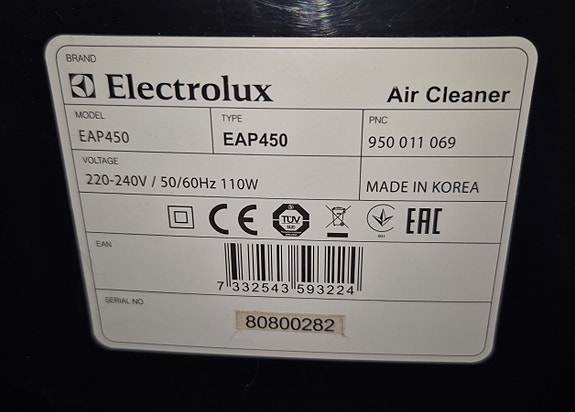 BRAND
Electrolux
Air Cleaner
MODEL
EAP450
TYPE
EAP450
PNC
950 011 069
VOLTAGE
220-240V / 50/60Hz 110W
MADE IN KOREA
CE
TÜV
SÜD
EAC
EAN
7 332543 593224
SERIAL NO.
80800282